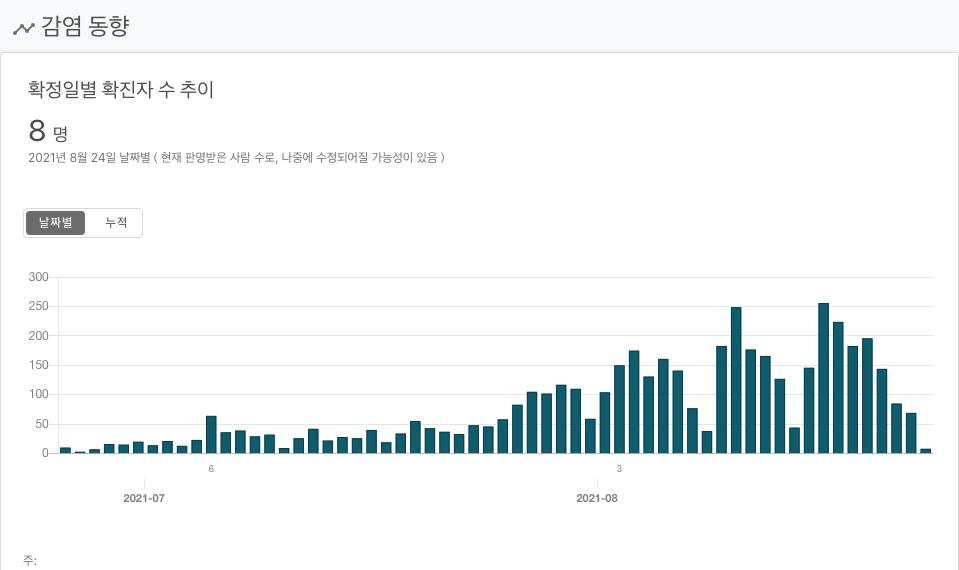 감염 동향
확정일별 확진자 수 추이
8 명
2021년 8월 24일 날짜별 ( 현재 판명받은 사람 수로, 나중에 수정되어질 가능성이 있음 )
날짜별 누적
300
250
200
150
100
50
0
6 3
2021-07 2021-08
주: